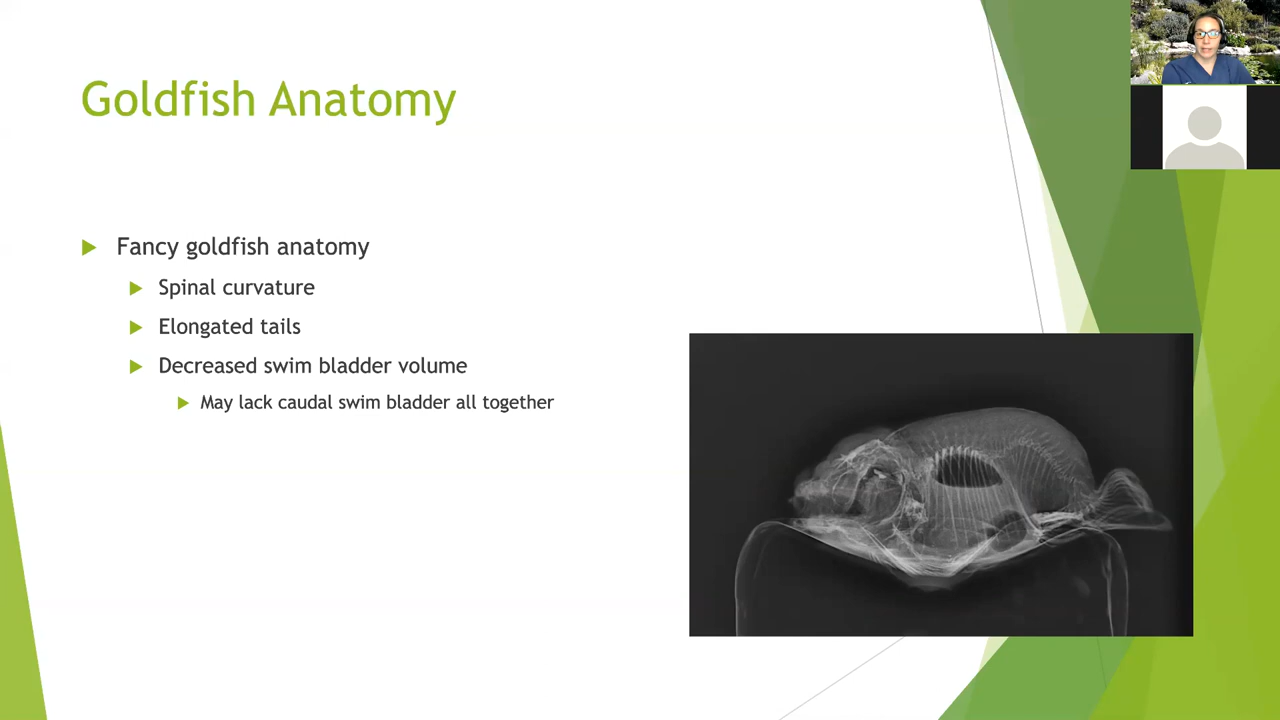 Goldfish Anatomy
Fancy goldfish anatomy
Spinal curvature
Elongated tails
Decreased swim bladder volume
May lack caudal swim bladder all together